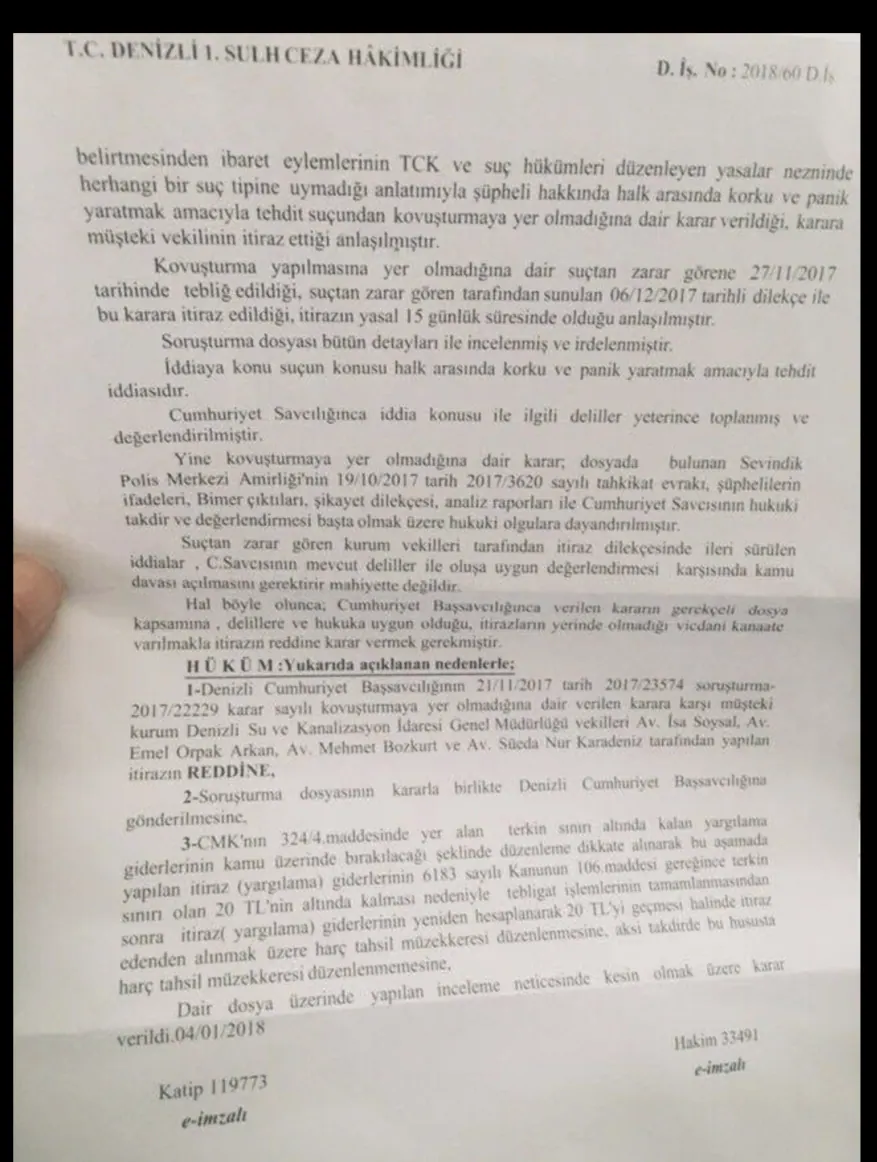 T.C. DENİZLİ 1. SULH CEZA HÂKİMLİĞİ
D. İş. No : 2018/60 D.İş
belirtmesinden ibaret eylemlerinin TCK ve suç hükümleri düzenleyen yasalar nezninde
herhangi bir suç tipine uymadığı anlatımıyla şüpheli hakkında halk arasında korku ve panik
yaratmak amacıyla tehdit suçundan kovuşturmaya yer olmadığına dair karar verildiği, karara
müşteki vekilinin itiraz ettiği anlaşılmıştır.
Kovuşturma yapılmasına yer olmadığına dair suçtan zarar görene 27/11/2017
tarihinde tebliğ edildiği, suçtan zarar gören tarafından sunulan 06/12/2017 tarihli dilekçe ile
bu karara itiraz edildiği, itirazın yasal 15 günlük süresinde olduğu anlaşılmıştır.
Soruşturma dosyası bütün detayları ile incelenmiş ve irdelenmiştir.
İddiaya konu suçun konusu halk arasında korku ve panik yaratmak amacıyla tehdit
iddiasıdır.
Cumhuriyet Savcılığınca iddia konusu ile ilgili deliller yeterince toplanmış ve
değerlendirilmiştir.
Yine kovuşturmaya yer olmadığına dair karar; dosyada bulunan Sevindik
Polis Merkezi Amirliği'nin 19/10/2017 tarih 2017/3620 sayılı tahkikat evrakı, şüphelilerin
ifadeleri, Bimer çıktıları, şikayet dilekçesi, analiz raporları ile Cumhuriyet Savcısının hukuki
takdir ve değerlendirmesi başta olmak üzere hukuki olgulara dayandırılmıştır.
Suçtan zarar gören kurum vekilleri tarafından itiraz dilekçesinde ileri sürülen
iddialar , C.Savcısının mevcut deliller ile oluşa uygun değerlendirmesi karşısında kamu
davası açılmasını gerektirir mahiyette değildir.
Hal böyle olunca; Cumhuriyet Başsavcılığınca verilen kararın gerekçeli dosya
kapsamına , delillere ve hukuka uygun olduğu, itirazların yerinde olmadığı vicdani kanaate
varılmakla itirazın reddine karar vermek gerekmiştir.
H Ü K Ü M :Yukarıda açıklanan nedenlerle;
1-Denizli Cumhuriyet Başsavcılığının 21/11/2017 tarih 2017/23574 soruşturma-
2017/22229 karar sayılı kovuşturmaya yer olmadığına dair verilen karara karşı müşteki
kurum Denizli Su ve Kanalizasyon İdaresi Genel Müdürlüğü vekilleri Av. İsa Soysal, Av.
Emel Orpak Arkan, Av. Mehmet Bozkurt ve Av. Süeda Nur Karadeniz tarafından yapılan
itirazın REDDİNE,
2-Soruşturma dosyasının kararla birlikte Denizli Cumhuriyet Başsavcılığına
gönderilmesine,
3-CMK'nın 324/4.maddesinde yer alan terkin sınırı altında kalan yargılama
giderlerinin kamu üzerinde bırakılacağı şeklinde düzenleme dikkate alınarak bu aşamada
yapılan itiraz (yargılama) giderlerinin 6183 sayılı Kanunun 106.maddesi gereğince terkin
sınırı olan 20 TL'nin altında kalması nedeniyle tebligat işlemlerinin tamamlanmasından
sonra itiraz( yargılama) giderlerinin yeniden hesaplanarak 20 TL'yi geçmesi halinde itiraz
edenden alınmak üzere harç tahsil müzekkeresi düzenlenmesine, aksi takdirde bu hususta
harç tahsil müzekkeresi düzenlenmemesine,
Dair dosya üzerinde yapılan inceleme neticesinde kesin olmak üzere karar
verildi.04/01/2018
Hakim 33491
e-imzalı
Katip 119773
e-imzalı